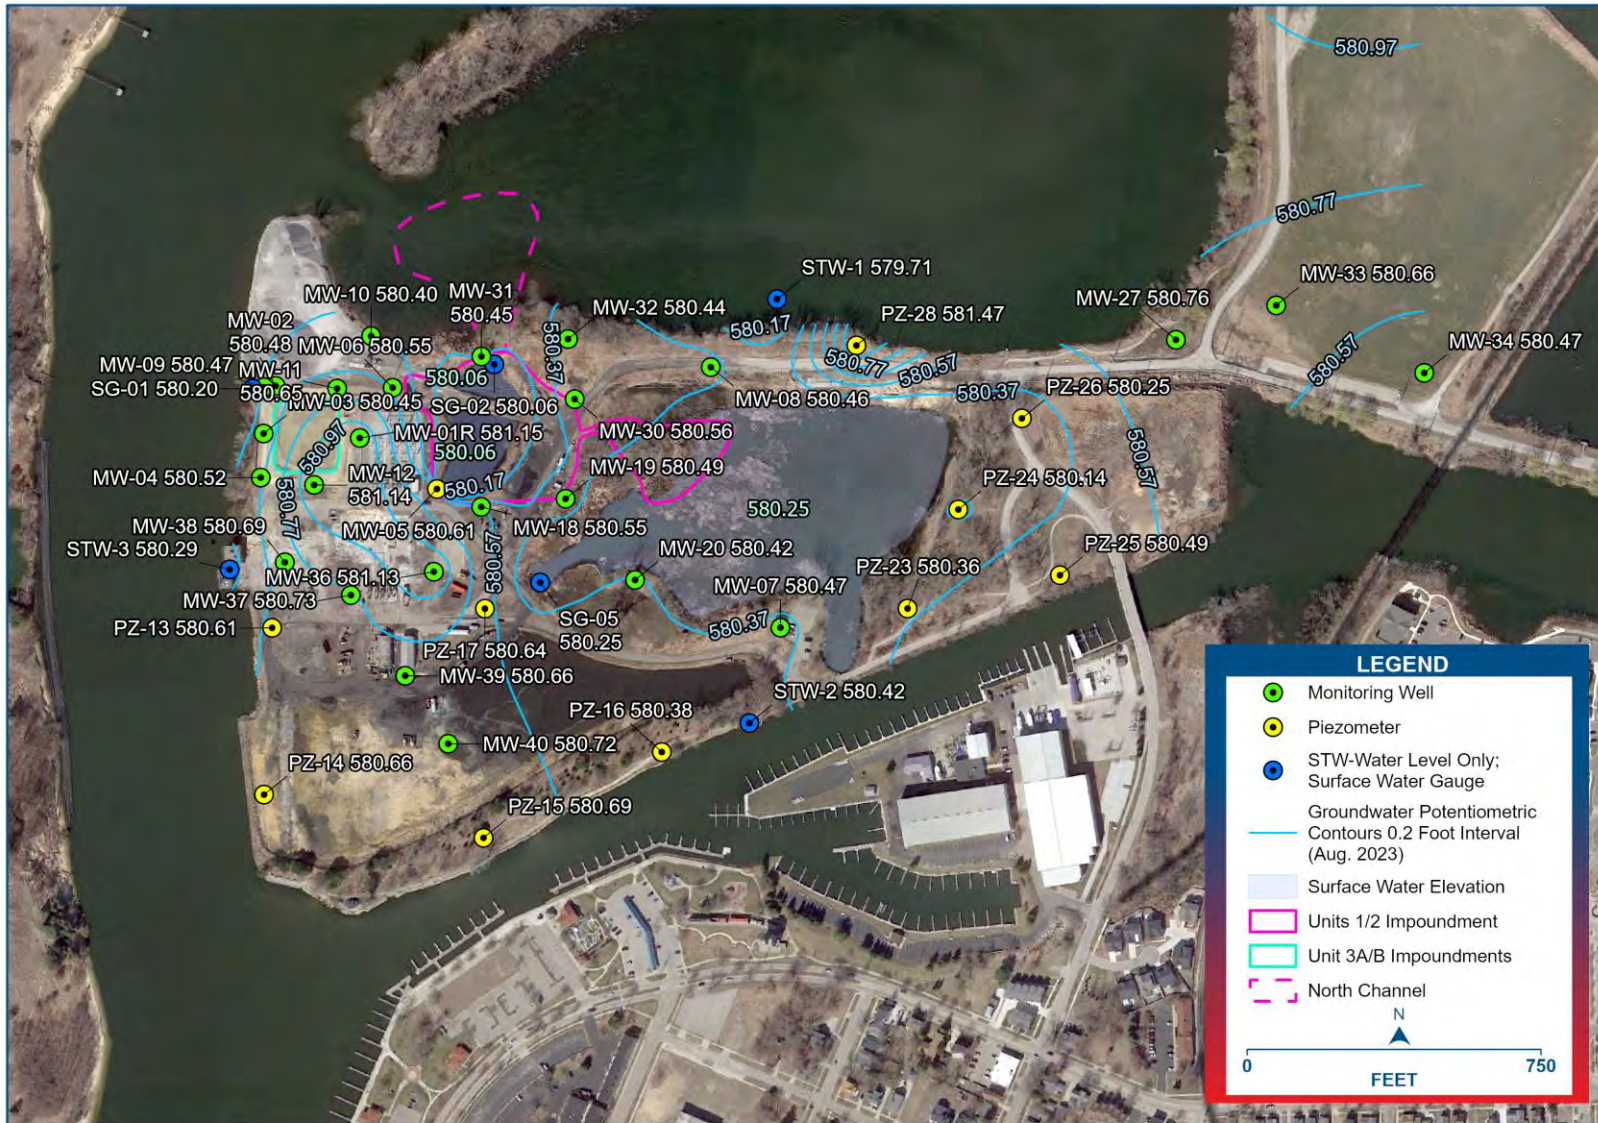 580.97
580.77
STW-1 579.71
MW-33 580.66
MW-10 580.40
MW-31
580.45
MW-32 580.44
MW-27 580.76
PZ-28 581.47
MW-02
580.48
MW-06 580.55
580.17
580.77
580.57
580.57
MW-34 580.47
MW-09 580.47
MW-11
580.65
SG-01 580.20
MW-03 580.45
580.06
580.37
SG-02 580.06
MW-08 580.46
580.37
PZ-26 580.25
580.97
MW-01R 581.15
580.06
MW-30 580.56
580.57
MW-04 580.52
MW-12
581.14
580.17
MW-19 580.49
PZ-24 580.14
580.25
580.77
MW-38 580.69
MW-05 580.61
MW-18 580.55
STW-3 580.29
MW-20 580.42
PZ-25 580.49
MW-36 581.13
580.57
PZ-23 580.36
MW-37 580.73
MW-07 580.47
PZ-13 580.61
SG-05
580.25
580.37
PZ-17 580.64
MW-39 580.66
STW-2 580.42
PZ-16 580.38
MW-40 580.72
PZ-14 580.66
PZ-15 580.69
LEGEND
Monitoring Well
Piezometer
STW-Water Level Only;
Surface Water Gauge
Groundwater Potentiometric
Contours 0.2 Foot Interval
(Aug. 2023)
Surface Water Elevation
Units 1/2 Impoundment
Unit 3A/B Impoundments
North Channel
N
0 750
FEET